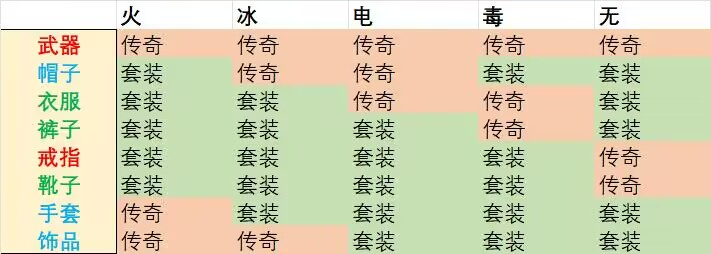 火 冰 电 毒 无
武器 传奇 传奇 传奇 传奇 传奇
帽子 套装 传奇 传奇 套装 套装
衣服 套装 套装 传奇 传奇 套装
裤子 套装 套装 套装 传奇 套装
戒指 套装 套装 套装 套装 传奇
靴子 套装 套装 套装 套装 传奇
手套 传奇 套装 套装 套装 套装
饰品 传奇 传奇 套装 套装 套装